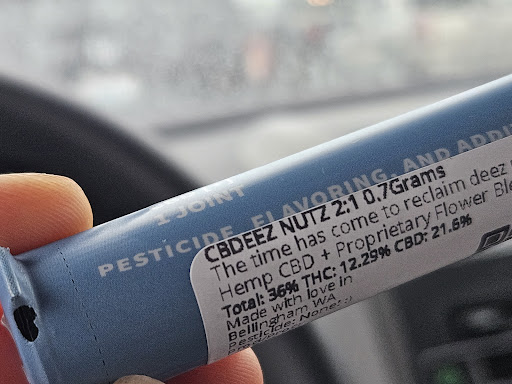 1 JOINT
PESTICIDE, FLAVORING, AND ADDI
CBDEEZ NUTZ 2:1 0.7Grams
The time has come to reclaim deez
Hemp CBD + Proprietary Flower Ble
Total: 36% THC: 12.29% CBD: 21.6%
Made with love in
Bellingham WA
Pesticide: None! :)